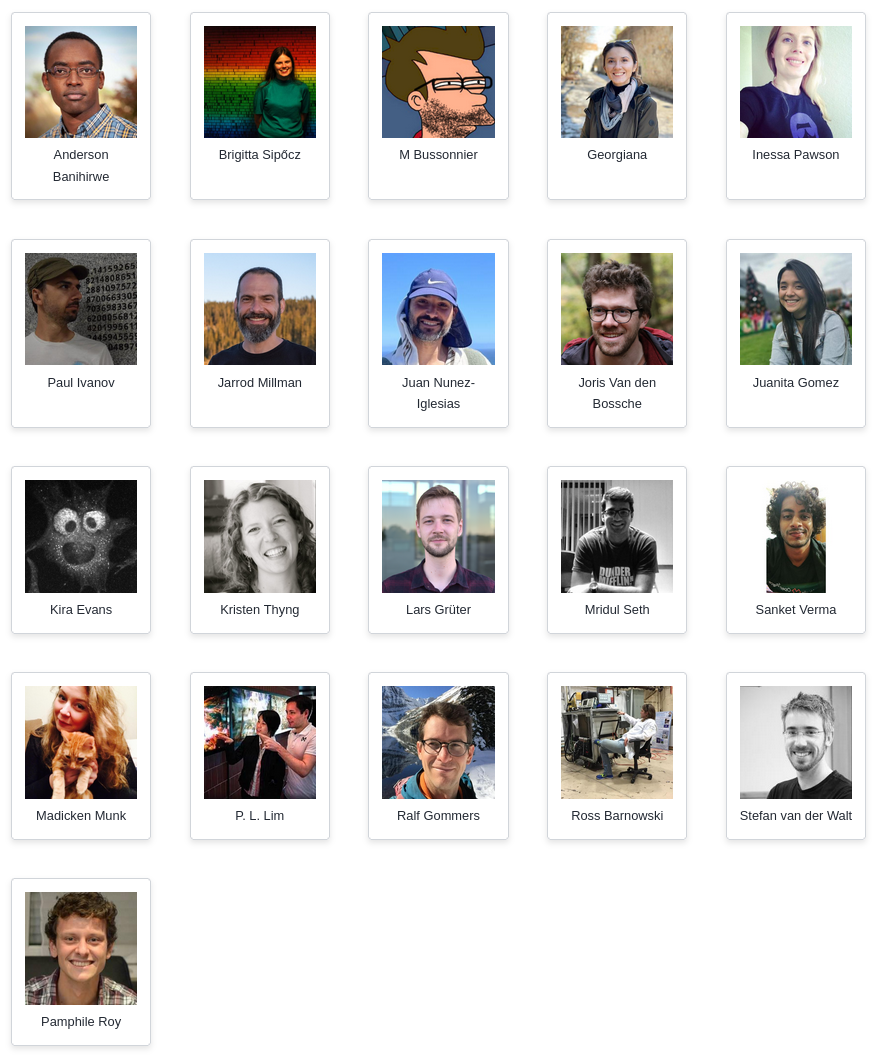 Anderson
Banihirwe
Brigitta Sipőcz
M Bussonnier
Georgiana
Inessa Pawson
Paul Ivanov
Jarrod Millman
Juan Nunez-
Iglesias
Joris Van den
Bossche
Juanita Gomez
Kira Evans
Kristen Thyng
Lars Grüter
DUNDER
MIFFLIN
Mridul Seth
Sanket Verma
Madicken Munk
P. L. Lim
Ralf Gommers
Ross Barnowski
Stefan van der Walt
Pamphile Roy